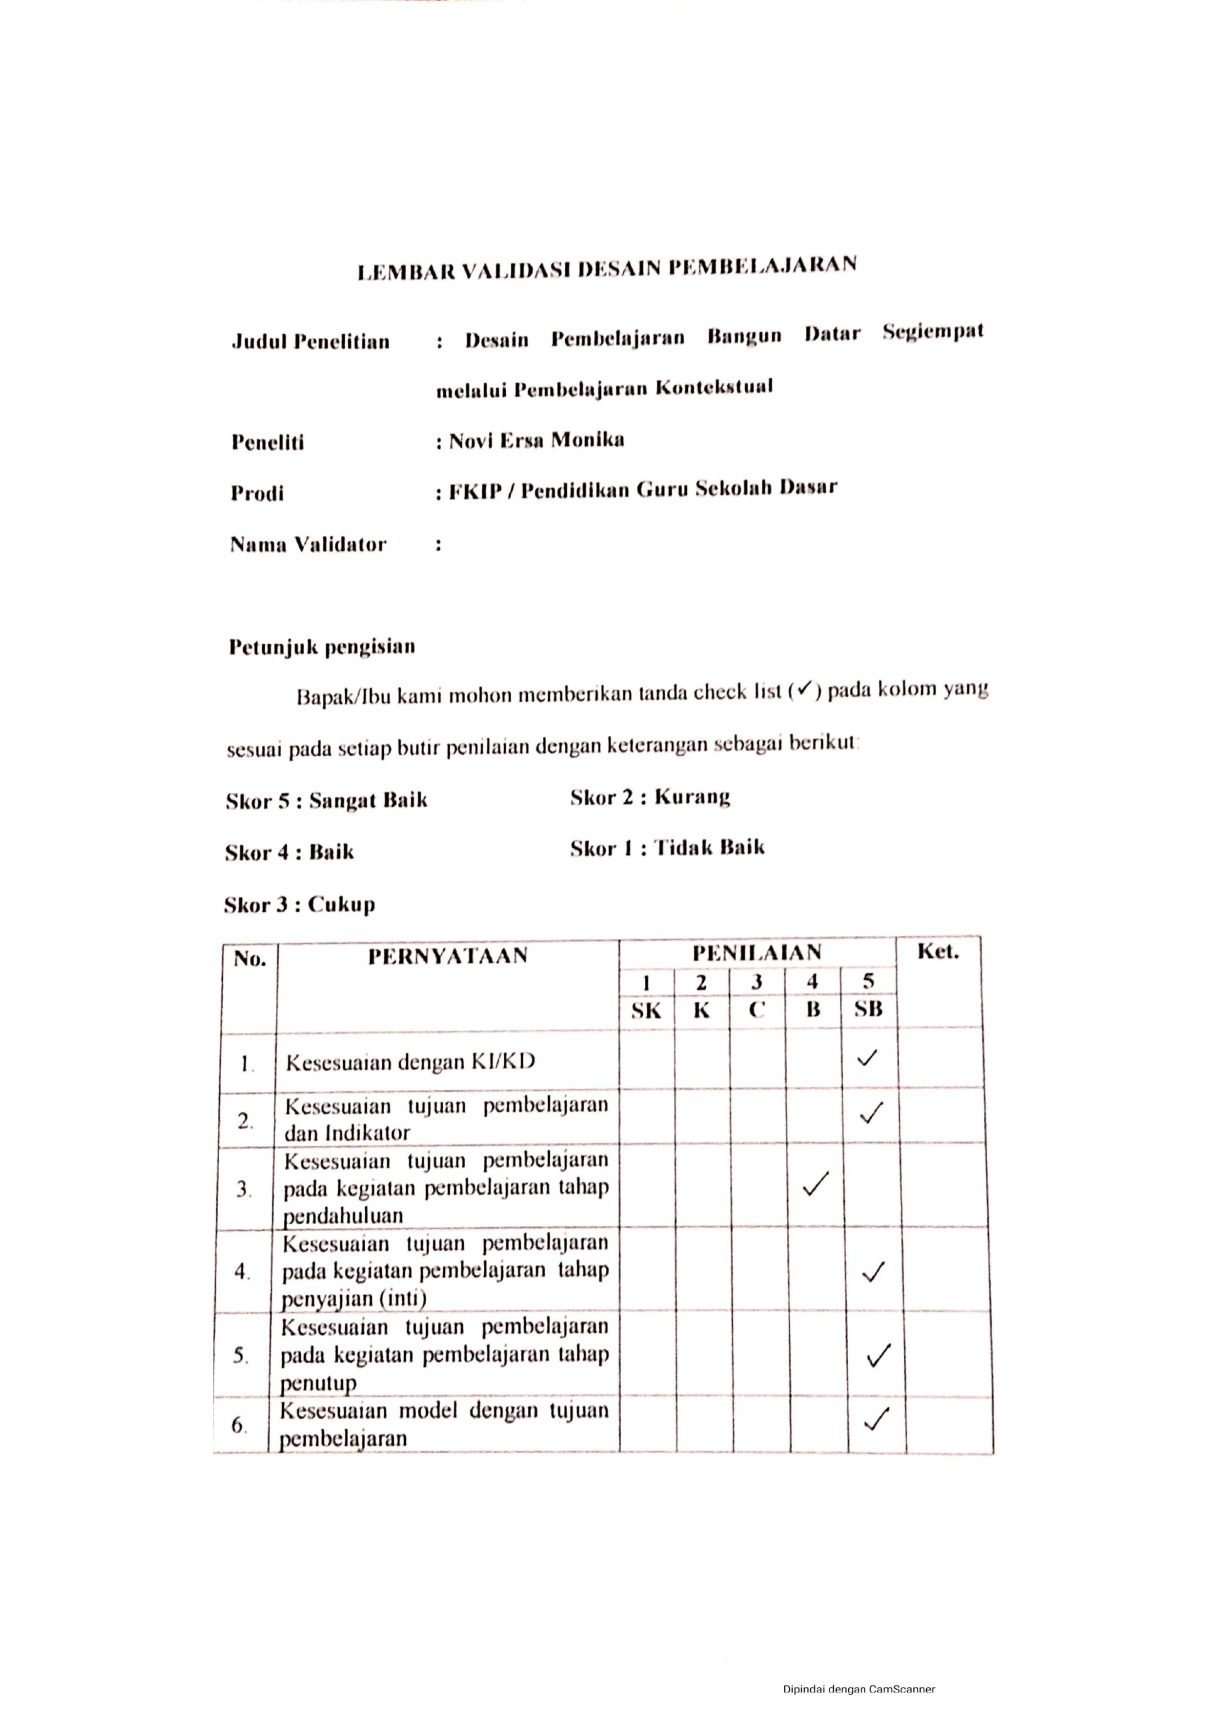 LEMBAR VALIDASI DESAIN PEMBELAJARAN
Judul Penelitian : Desain Pembelajaran Bangun Datar Segiempat
melalui Pembelajaran Kontekstual
Peneliti : Novi Ersa Monika
Prodi : FKIP / Pendidikan Guru Sekolah Dasar
Nama Validator :
Petunjuk pengisian
Bapak/Ibu kami mohon memberikan tanda check list (✓) pada kolom yang
sesuai pada setiap butir penilaian dengan keterangan sebagai berikut:
Skor 5 : Sangat Baik Skor 2 : Kurang
Skor 4 : Baik Skor 1 : Tidak Baik
Skor 3 : Cukup
No. PERNYATAAN PENILAIAN Ket.
1 2 3 4 5
SK K C B SB
1. Kesesuaian dengan KI/KD ✓
2. Kesesuaian tujuan pembelajaran
dan Indikator ✓
Kesesuaian tujuan pembelajaran
3. pada kegiatan pembelajaran tahap ✓
pendahuluan
Kesesuaian tujuan pembelajaran
4. pada kegiatan pembelajaran tahap ✓
penyajian (inti)
Kesesuaian tujuan pembelajaran
5. pada kegiatan pembelajaran tahap ✓
penutup
6. Kesesuaian model dengan tujuan ✓
pembelajaran
Dipindai dengan CamScanner